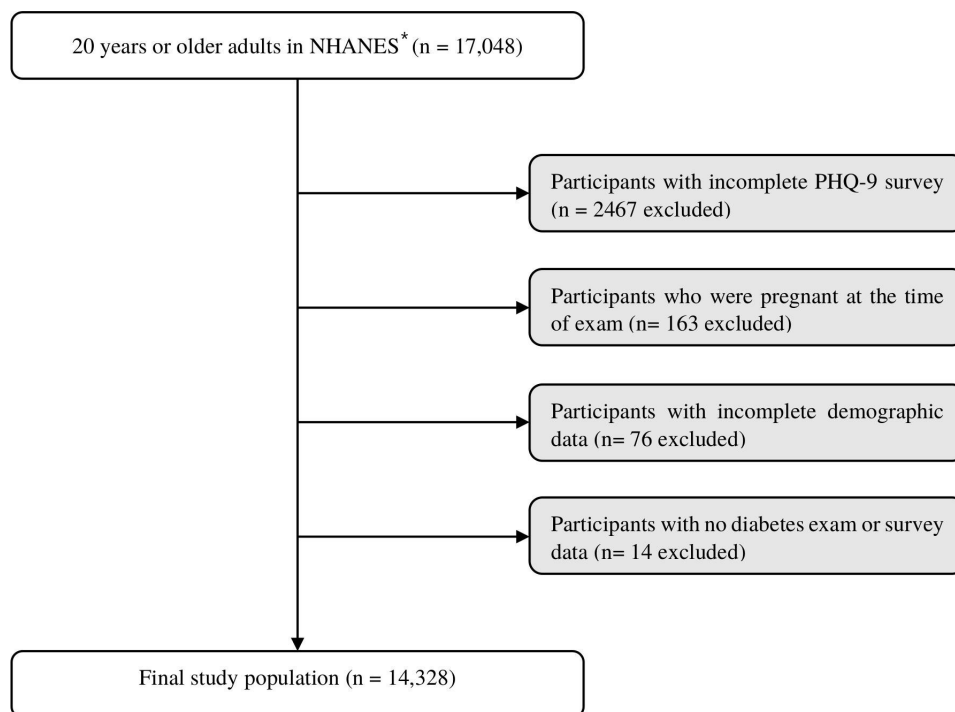 20 years or older adults in NHANES* (n = 17,048)
Participants with incomplete PHQ-9 survey
(n = 2467 excluded)
Participants who were pregnant at the time
of exam (n= 163 excluded)
Participants with incomplete demographic
data (n= 76 excluded)
Participants with no diabetes exam or survey
data (n= 14 excluded)
Final study population (n = 14,328)